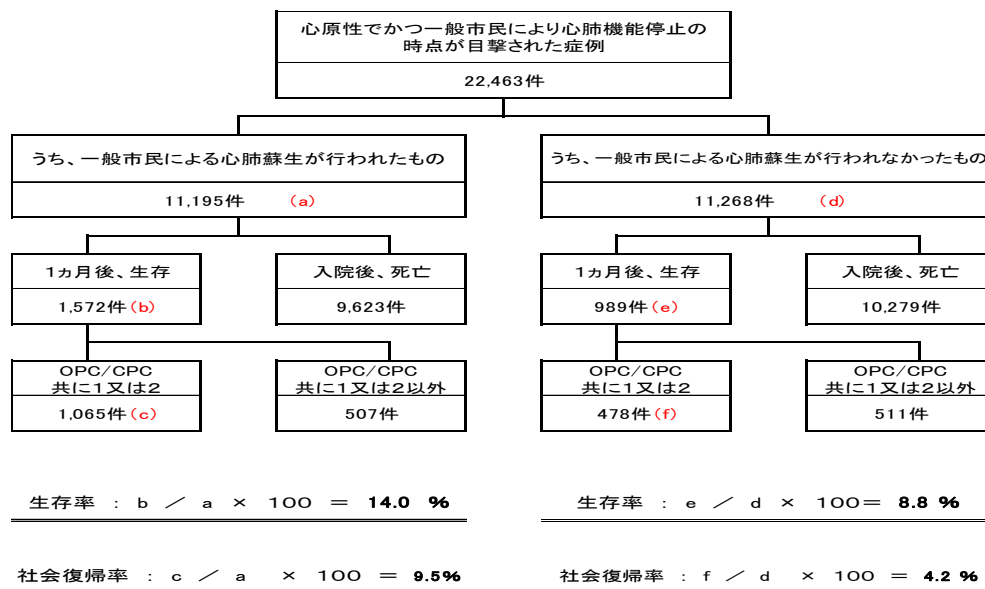 心原性でかつ一般市民により心肺機能停止の
時点が目撃された症例
22,463件
うち、一般市民による心肺蘇生が行われたもの
11,195件 (a)
うち、一般市民による心肺蘇生が行われなかったもの
11,268件 (d)
1ヵ月後、生存
1,572件(b)
入院後、死亡
9,623件
1ヵ月後、生存
989件(e)
入院後、死亡
10,279件
OPC/CPC
共に1又は2
1,065件(c)
OPC/CPC
共に1又は2以外
507件
OPC/CPC
共に1又は2
478件(f)
OPC/CPC
共に1又は2以外
511件
生存率 : b / a × 100 = 14.0 %
生存率 : e / d × 100= 8.8 %
社会復帰率 : c / a × 100 = 9.5%
社会復帰率 : f / d × 100 = 4.2 %